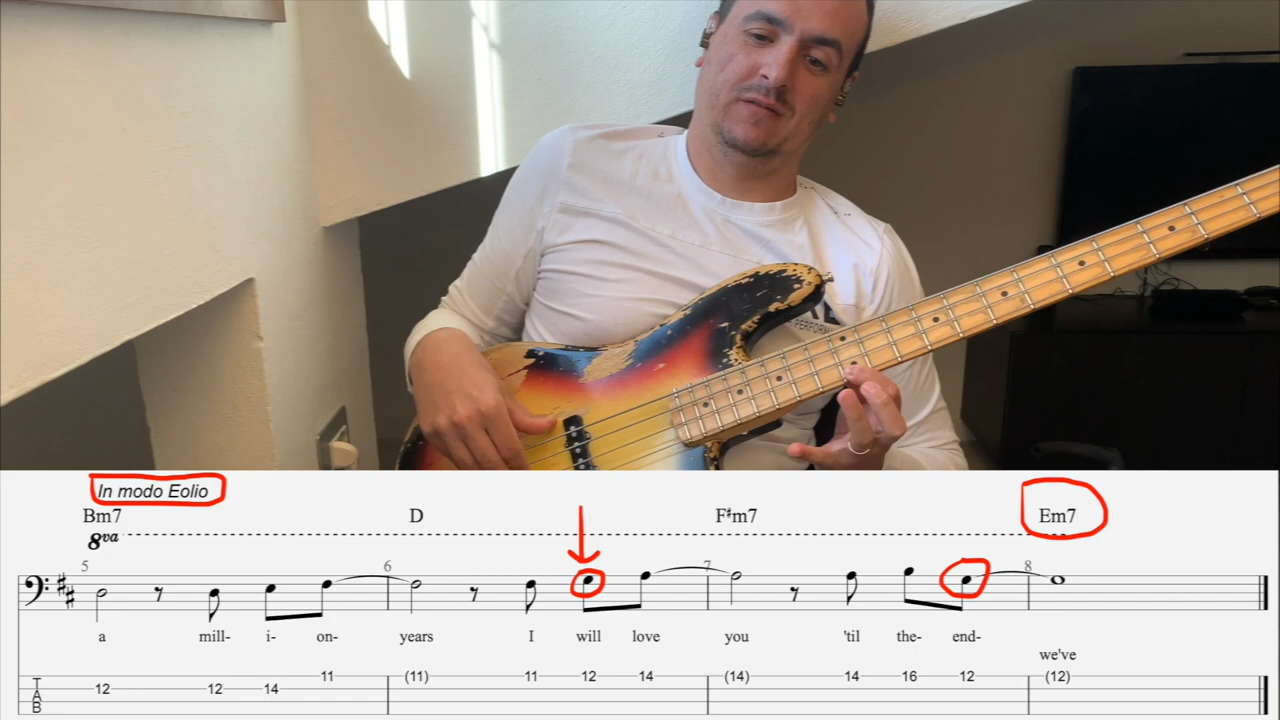 PERFORM
In modo Eolio
Bm7 D F♯m7 Em7
8va
5 6 7 8
a mill- i- on- years I will love you 'til the- end-
we've
12 12 14 11 (11) 11 12 14 (14) 14 16 12 (12)
T
A
B